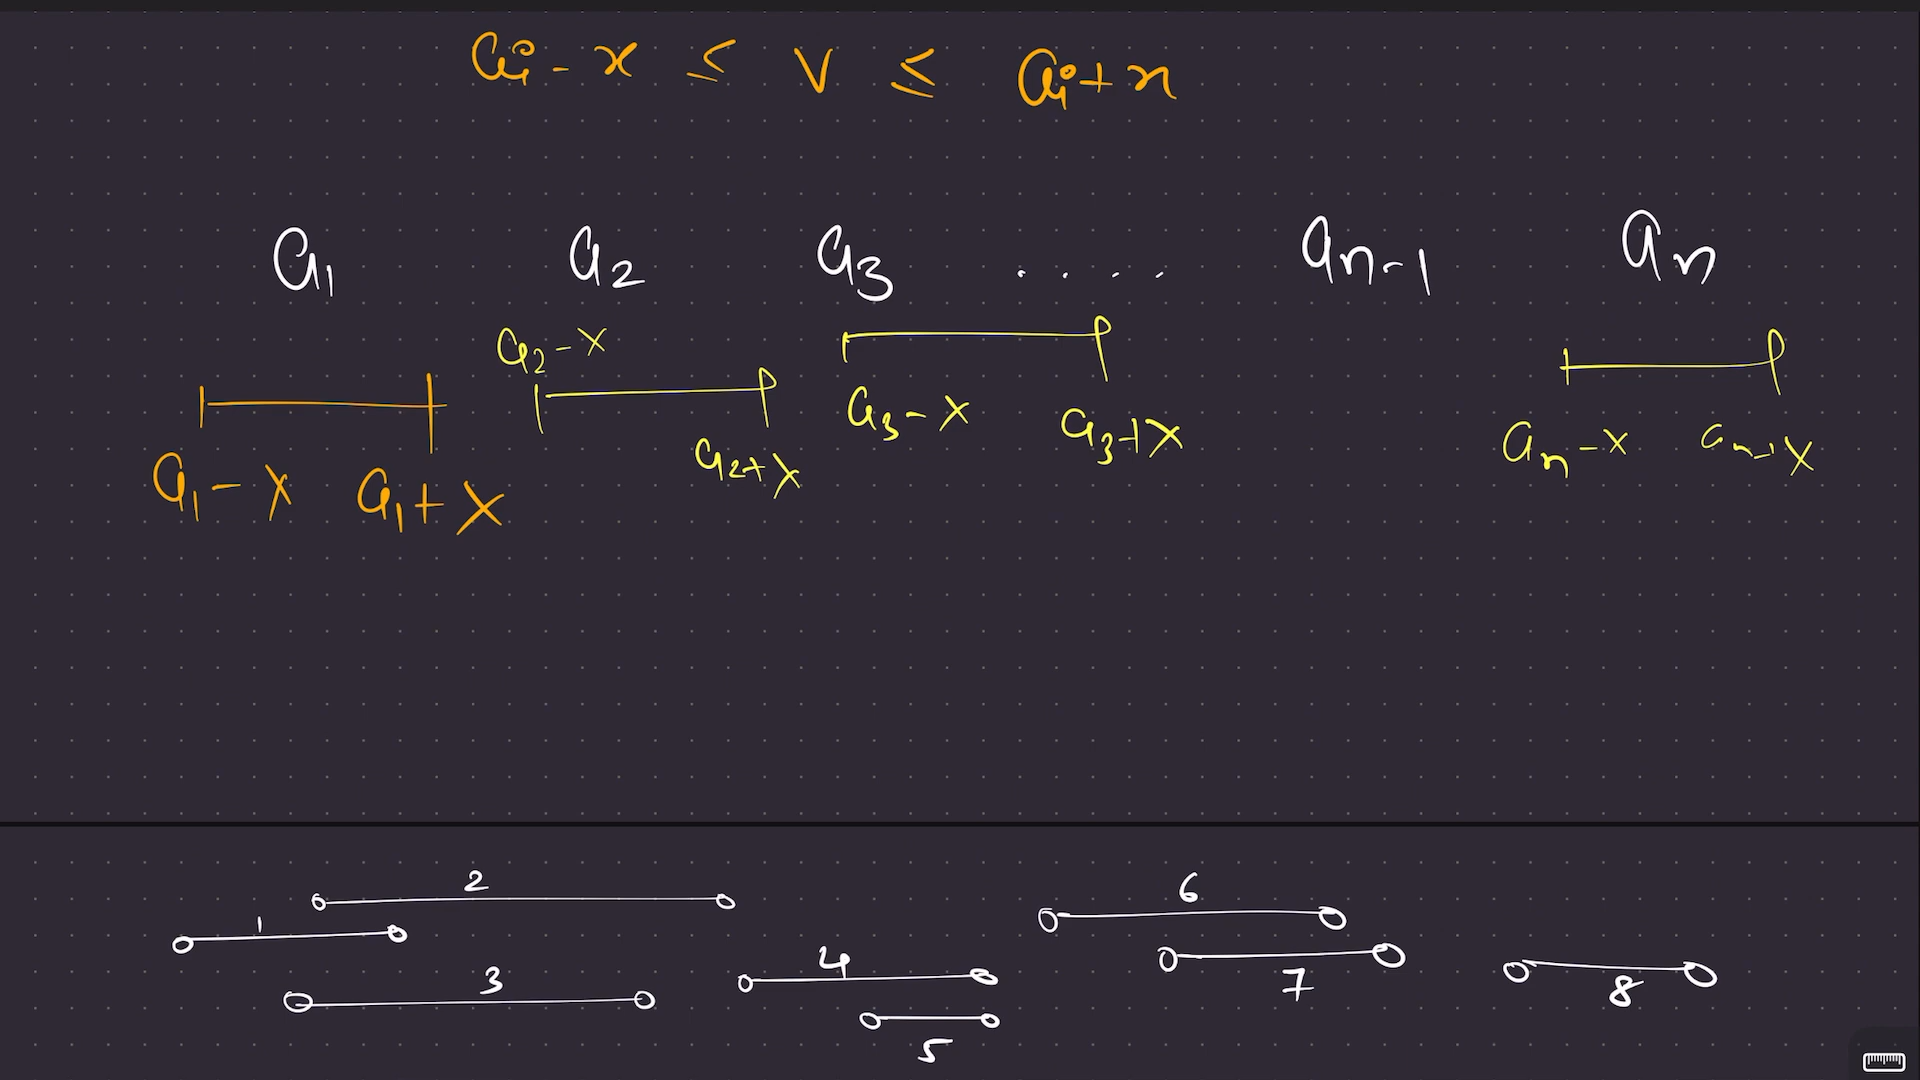 aᵢ - x ≤ v ≤ aᵢ + x
a₁ a₂ a₃ ..... aₙ₋₁ aₙ
a₂-x
a₁-x a₁+x a₂+x a₃-x a₃+x aₙ-x aₙ+x
2 6
1
3 4 7 8
5